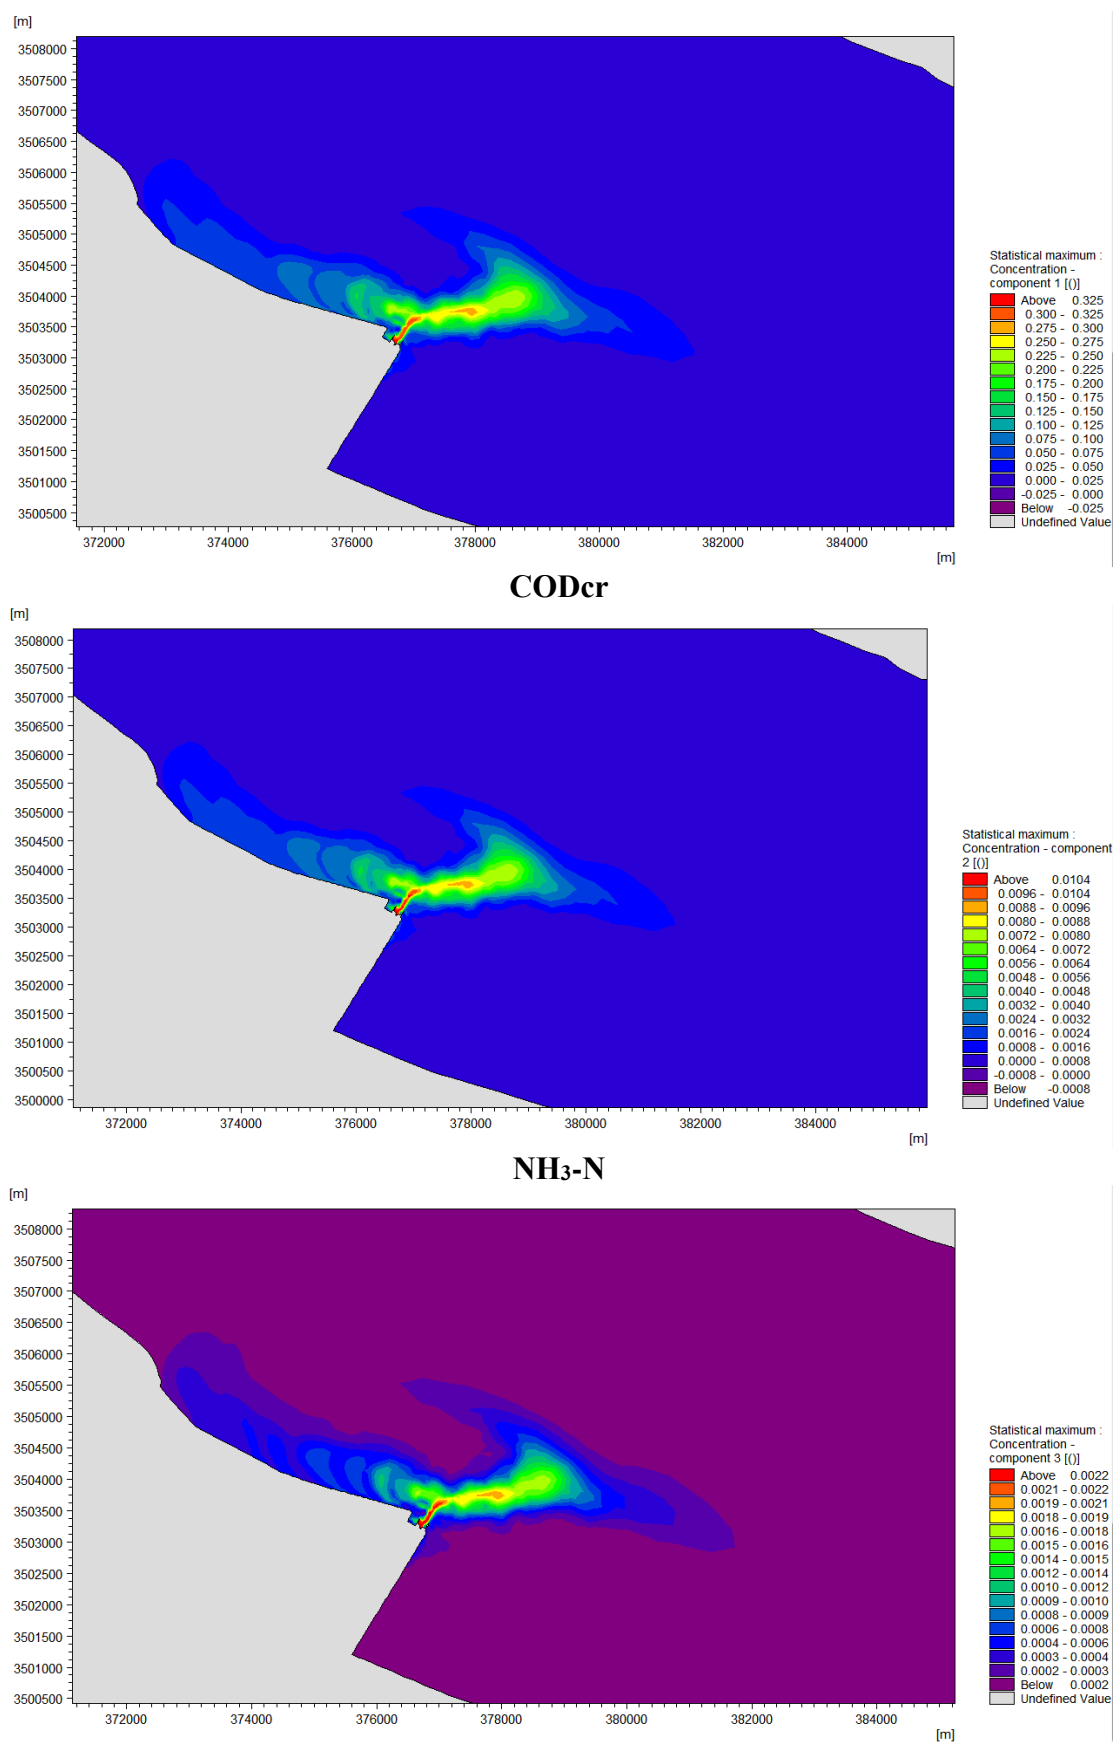 [m]
3508000
3507500
3507000
3506500
3506000
3505500
3505000
3504500
3504000
3503500
3503000
3502500
3502000
3501500
3501000
3500500
372000 374000 376000 378000 380000 382000 384000
[m]
Statistical maximum :
Concentration -
component 1 [()]
Above 0.325
0.300 - 0.325
0.275 - 0.300
0.250 - 0.275
0.225 - 0.250
0.200 - 0.225
0.175 - 0.200
0.150 - 0.175
0.125 - 0.150
0.100 - 0.125
0.075 - 0.100
0.050 - 0.075
0.025 - 0.050
0.000 - 0.025
-0.025 - 0.000
Below -0.025
Undefined Value
CODcr
[m]
3508000
3507500
3507000
3506500
3506000
3505500
3505000
3504500
3504000
3503500
3503000
3502500
3502000
3501500
3501000
3500500
3500000
372000 374000 376000 378000 380000 382000 384000
[m]
Statistical maximum :
Concentration - component
2 [()]
Above 0.0104
0.0096 - 0.0104
0.0088 - 0.0096
0.0080 - 0.0088
0.0072 - 0.0080
0.0064 - 0.0072
0.0056 - 0.0064
0.0048 - 0.0056
0.0040 - 0.0048
0.0032 - 0.0040
0.0024 - 0.0032
0.0016 - 0.0024
0.0008 - 0.0016
0.0000 - 0.0008
-0.0008 - 0.0000
Below -0.0008
Undefined Value
NH₃-N
[m]
3508000
3507500
3507000
3506500
3506000
3505500
3505000
3504500
3504000
3503500
3503000
3502500
3502000
3501500
3501000
3500500
372000 374000 376000 378000 380000 382000 384000
[m]
Statistical maximum :
Concentration -
component 3 [()]
Above 0.0022
0.0021 - 0.0022
0.0019 - 0.0021
0.0018 - 0.0019
0.0016 - 0.0018
0.0015 - 0.0016
0.0014 - 0.0015
0.0012 - 0.0014
0.0010 - 0.0012
0.0009 - 0.0010
0.0008 - 0.0009
0.0006 - 0.0008
0.0004 - 0.0006
0.0003 - 0.0004
0.0002 - 0.0003
Below 0.0002
Undefined Value